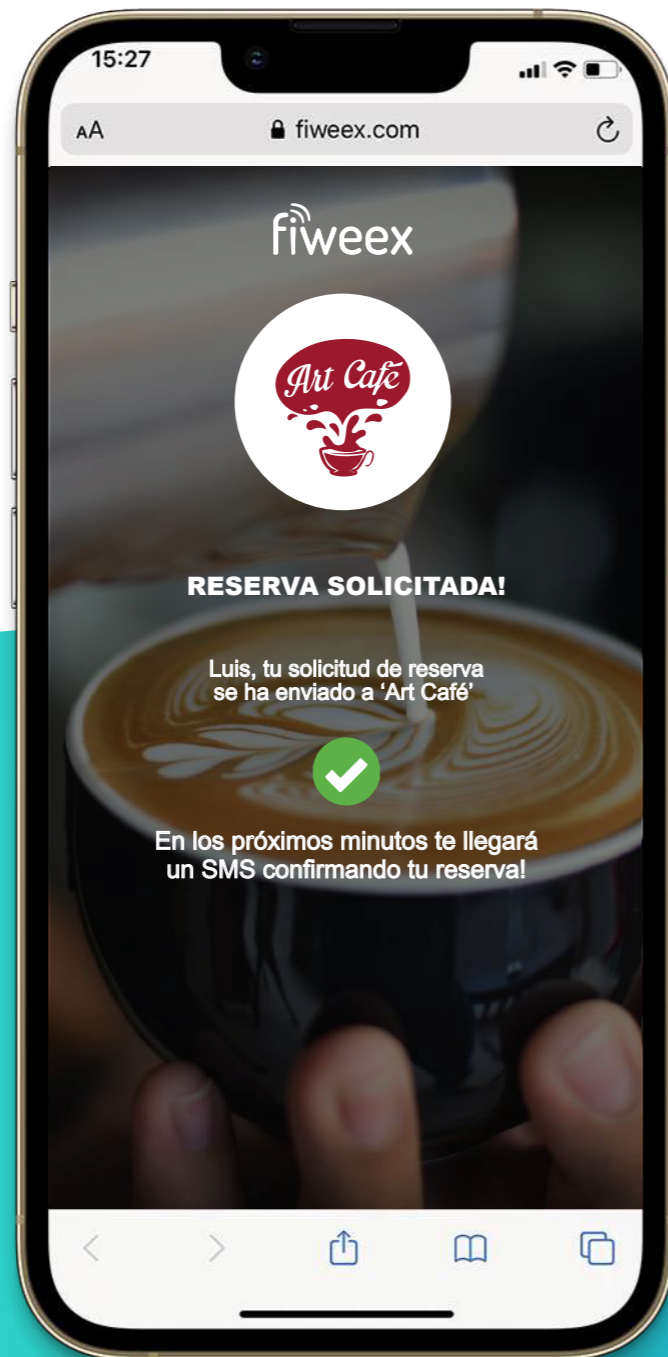 15:27
AA
fiweex.com
fiweex
Art Café
RESERVA SOLICITADA!
Luis, tu solicitud de reserva
se ha enviado a ‘Art Café’
En los próximos minutos te llegará
un SMS confirmando tu reserva!